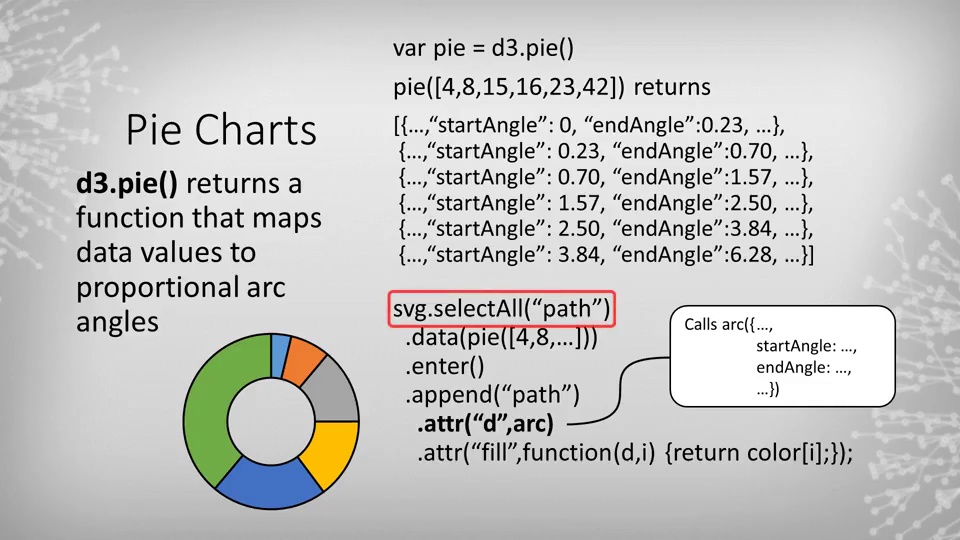 Pie Charts
d3.pie() returns a
function that maps
data values to
proportional arc
angles
var pie = d3.pie()
pie([4,8,15,16,23,42]) returns
[{…,“startAngle”: 0, “endAngle”:0.23, …},
{…,“startAngle”: 0.23, “endAngle”:0.70, …},
{…,“startAngle”: 0.70, “endAngle”:1.57, …},
{…,“startAngle”: 1.57, “endAngle”:2.50, …},
{…,“startAngle”: 2.50, “endAngle”:3.84, …},
{…,“startAngle”: 3.84, “endAngle”:6.28, …}]
svg.selectAll(“path”)
.data(pie([4,8,…]))
.enter()
.append(“path”)
.attr(“d”,arc)
.attr(“fill”,function(d,i) {return color[i];});
Calls arc({…,
startAngle: …,
endAngle: …,
…})